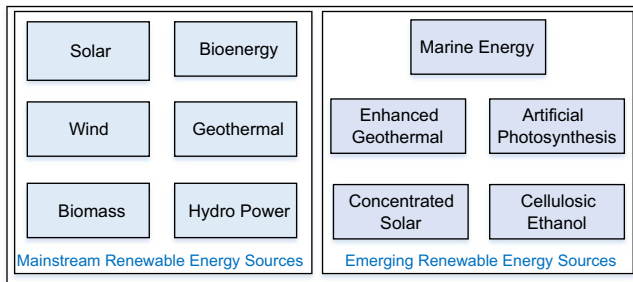 Solar
Bioenergy
Wind
Geothermal
Biomass
Hydro Power
Mainstream Renewable Energy Sources
Marine Energy
Enhanced
Geothermal
Artificial
Photosynthesis
Concentrated
Solar
Cellulosic
Ethanol
Emerging Renewable Energy Sources